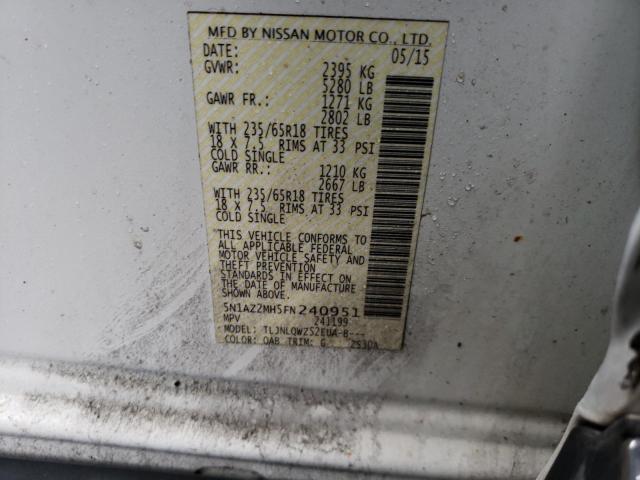 MFD BY NISSAN MOTOR CO., LTD.
DATE: 05/15
GVWR: 2395 KG
5280 LB
GAWR FR.: 1271 KG
2802 LB
WITH 235/65R18 TIRES
18 X 7.5 RIMS AT 33 PSI
COLD SINGLE
GAWR RR.: 1210 KG
2667 LB
WITH 235/65R18 TIRES
18 X 7.5 RIMS AT 33 PSI
COLD SINGLE
THIS VEHICLE CONFORMS TO
ALL APPLICABLE FEDERAL
MOTOR VEHICLE SAFETY AND
THEFT PREVENTION
STANDARDS IN EFFECT ON
THE DATE OF MANUFACTURE
SHOWN ABOVE.
5N1AZ2MH5FN240951
MPV 241199
MODEL: TLJNLQWZS2EUA-B---
COLOR: QAB TRIM: G 2530A